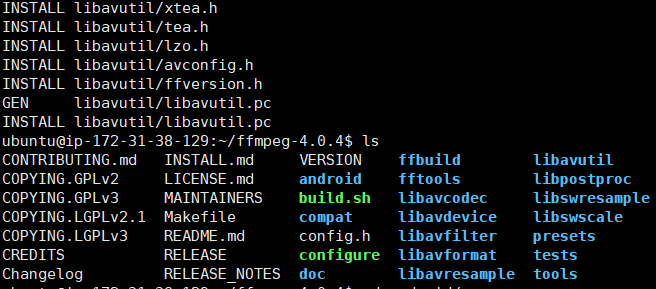 INSTALL libavutil/xtea.h
INSTALL libavutil/tea.h
INSTALL libavutil/lzo.h
INSTALL libavutil/avconfig.h
INSTALL libavutil/ffversion.h
GEN     libavutil/libavutil.pc
INSTALL libavutil/libavutil.pc
ubuntu@ip-172-31-38-129:~/ffmpeg-4.0.4$ ls
CONTRIBUTING.md   INSTALL.md     VERSION    ffbuild      libavutil
COPYING.GPLv2     LICENSE.md     android    fftools      libpostproc
COPYING.GPLv3     MAINTAINERS    build.sh   libavcodec   libswresample
COPYING.LGPLv2.1  Makefile       compat     libavdevice  libswscale
COPYING.LGPLv3    README.md      config.h   libavfilter  presets
CREDITS           RELEASE        configure  libavformat  tests
Changelog         RELEASE_NOTES  doc        libavresample  tools